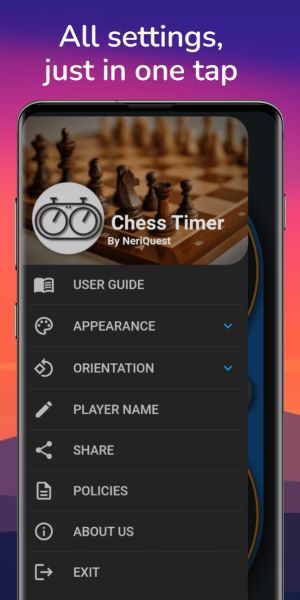 All settings,
just in one tap
Chess Timer
By NeriQuest
USER GUIDE
APPEARANCE
ORIENTATION
PLAYER NAME
SHARE
POLICIES
ABOUT US
EXIT